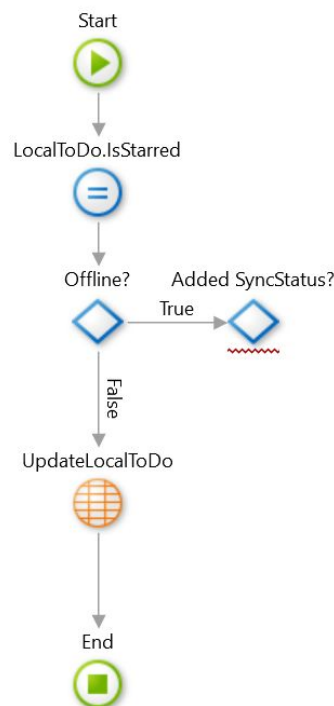 Start
LocalToDo.IsStarred
Offline?
Added SyncStatus?
True
False
UpdateLocalToDo
End